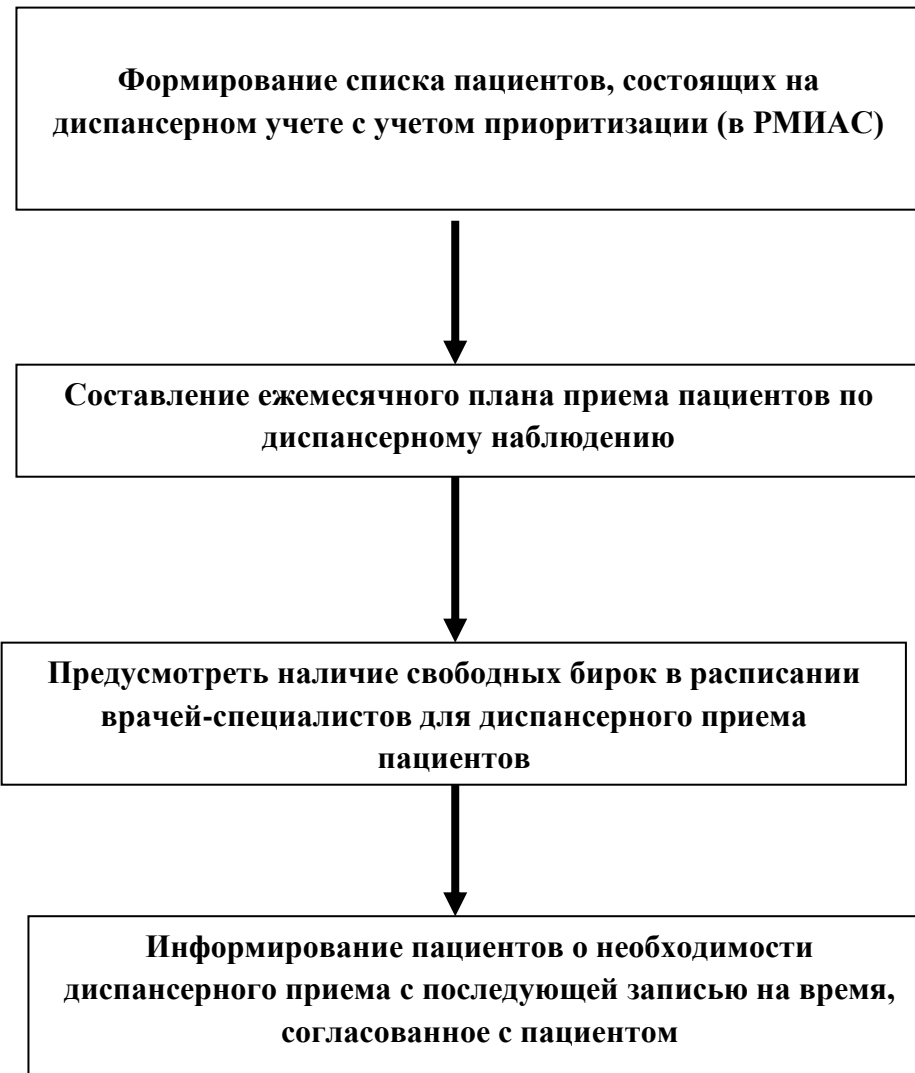 Формирование списка пациентов, состоящих на
диспансерном учете с учетом приоритизации (в РМИАС)
Составление ежемесячного плана приема пациентов по
диспансерному наблюдению
Предусмотреть наличие свободных бирок в расписании
врачей-специалистов для диспансерного приема
пациентов
Информирование пациентов о необходимости
диспансерного приема с последующей записью на время,
согласованное с пациентом